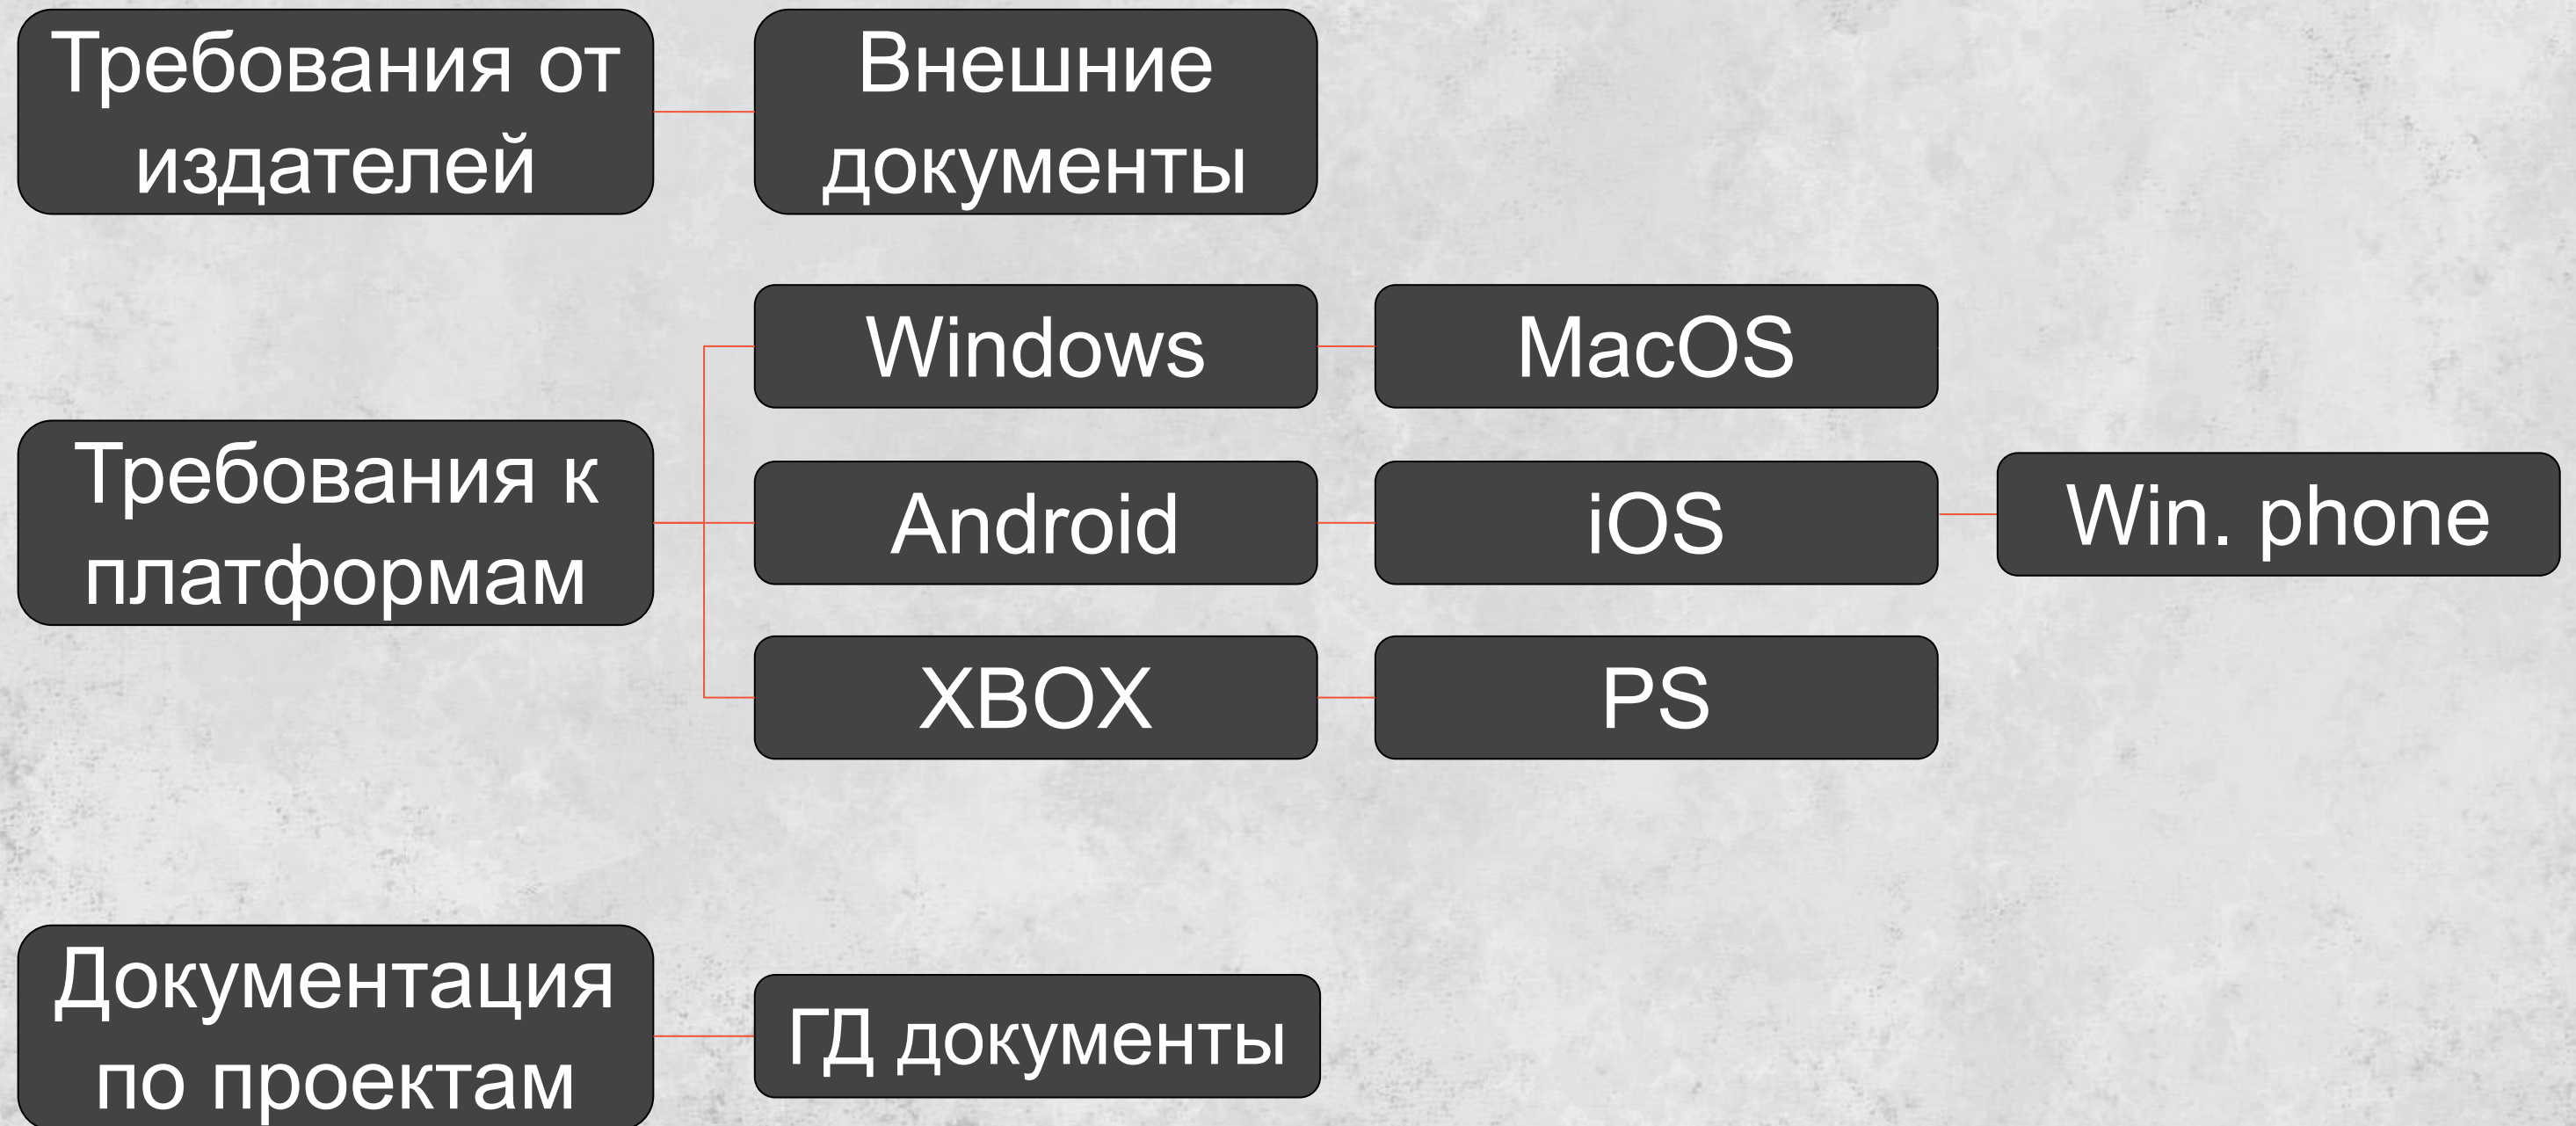 Требования от
издателей
Внешние
документы
Windows
MacOS
Требования к
платформам
Android
iOS
Win. phone
XBOX
PS
Документация
по проектам
ГД документы